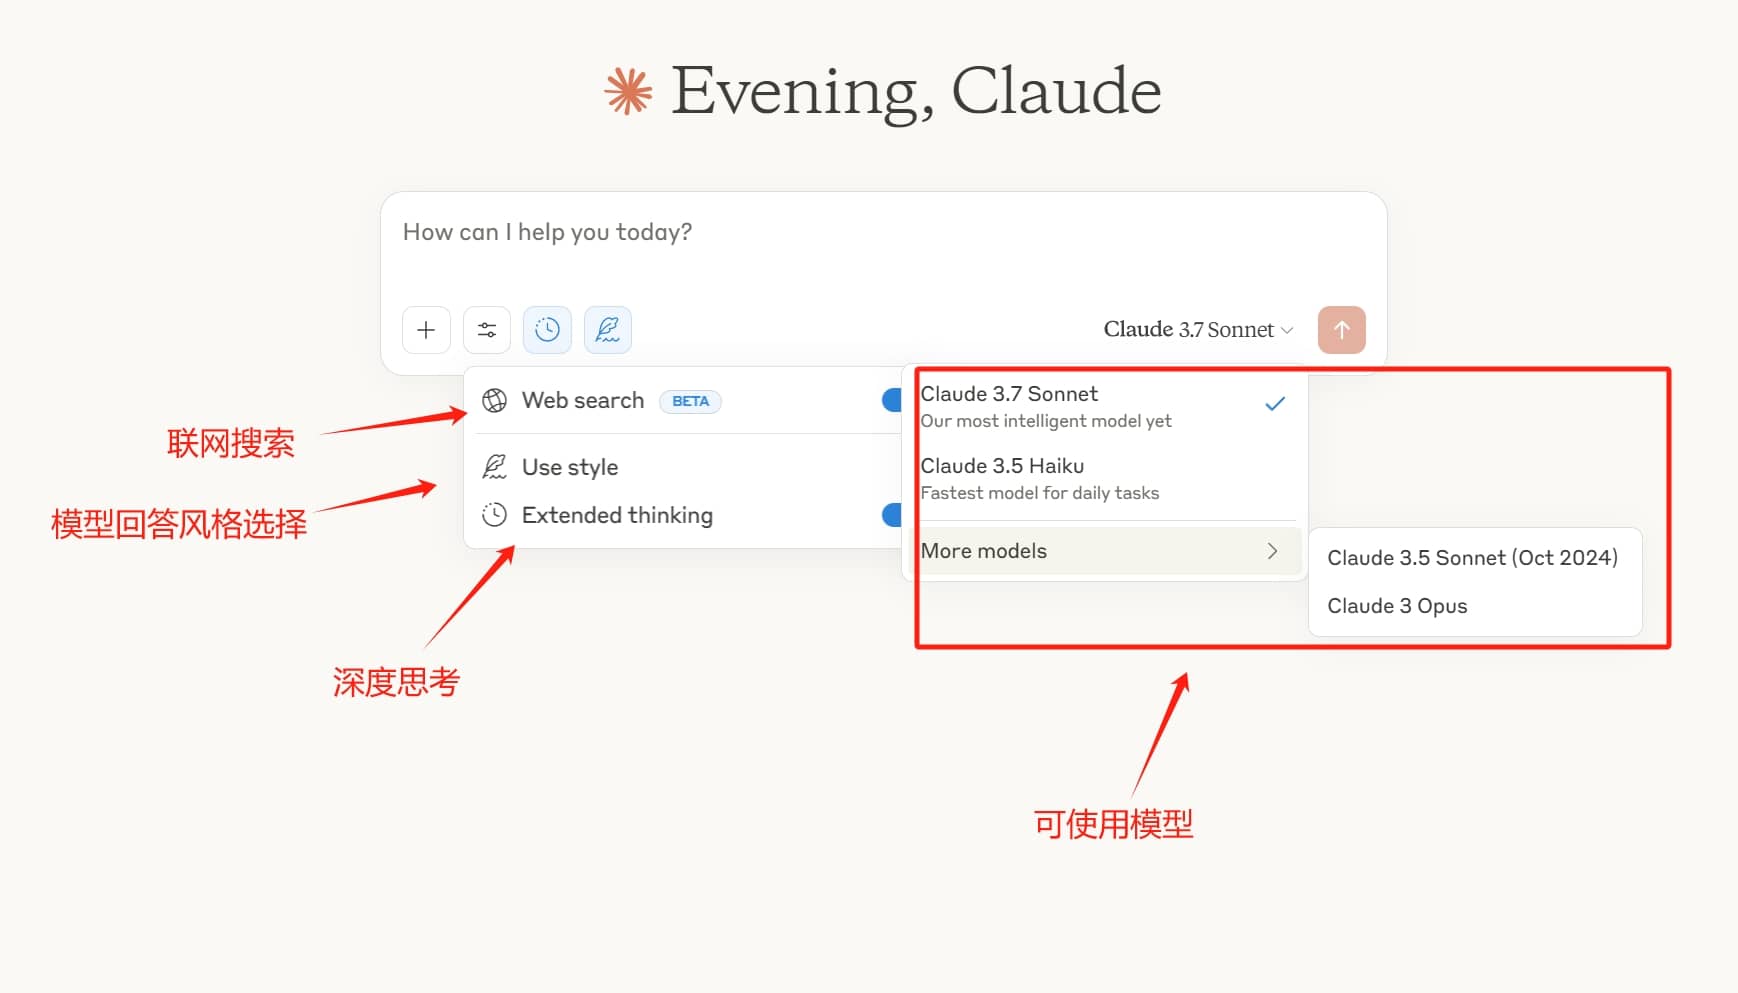 Evening, Claude
How can I help you today?
Claude 3.7 Sonnet
Web search BETA
Use style
Extended thinking
Claude 3.7 Sonnet
Our most intelligent model yet
Claude 3.5 Haiku
Fastest model for daily tasks
More models
Claude 3.5 Sonnet (Oct 2024)
Claude 3 Opus
联网搜索
模型回答风格选择
深度思考
可使用模型